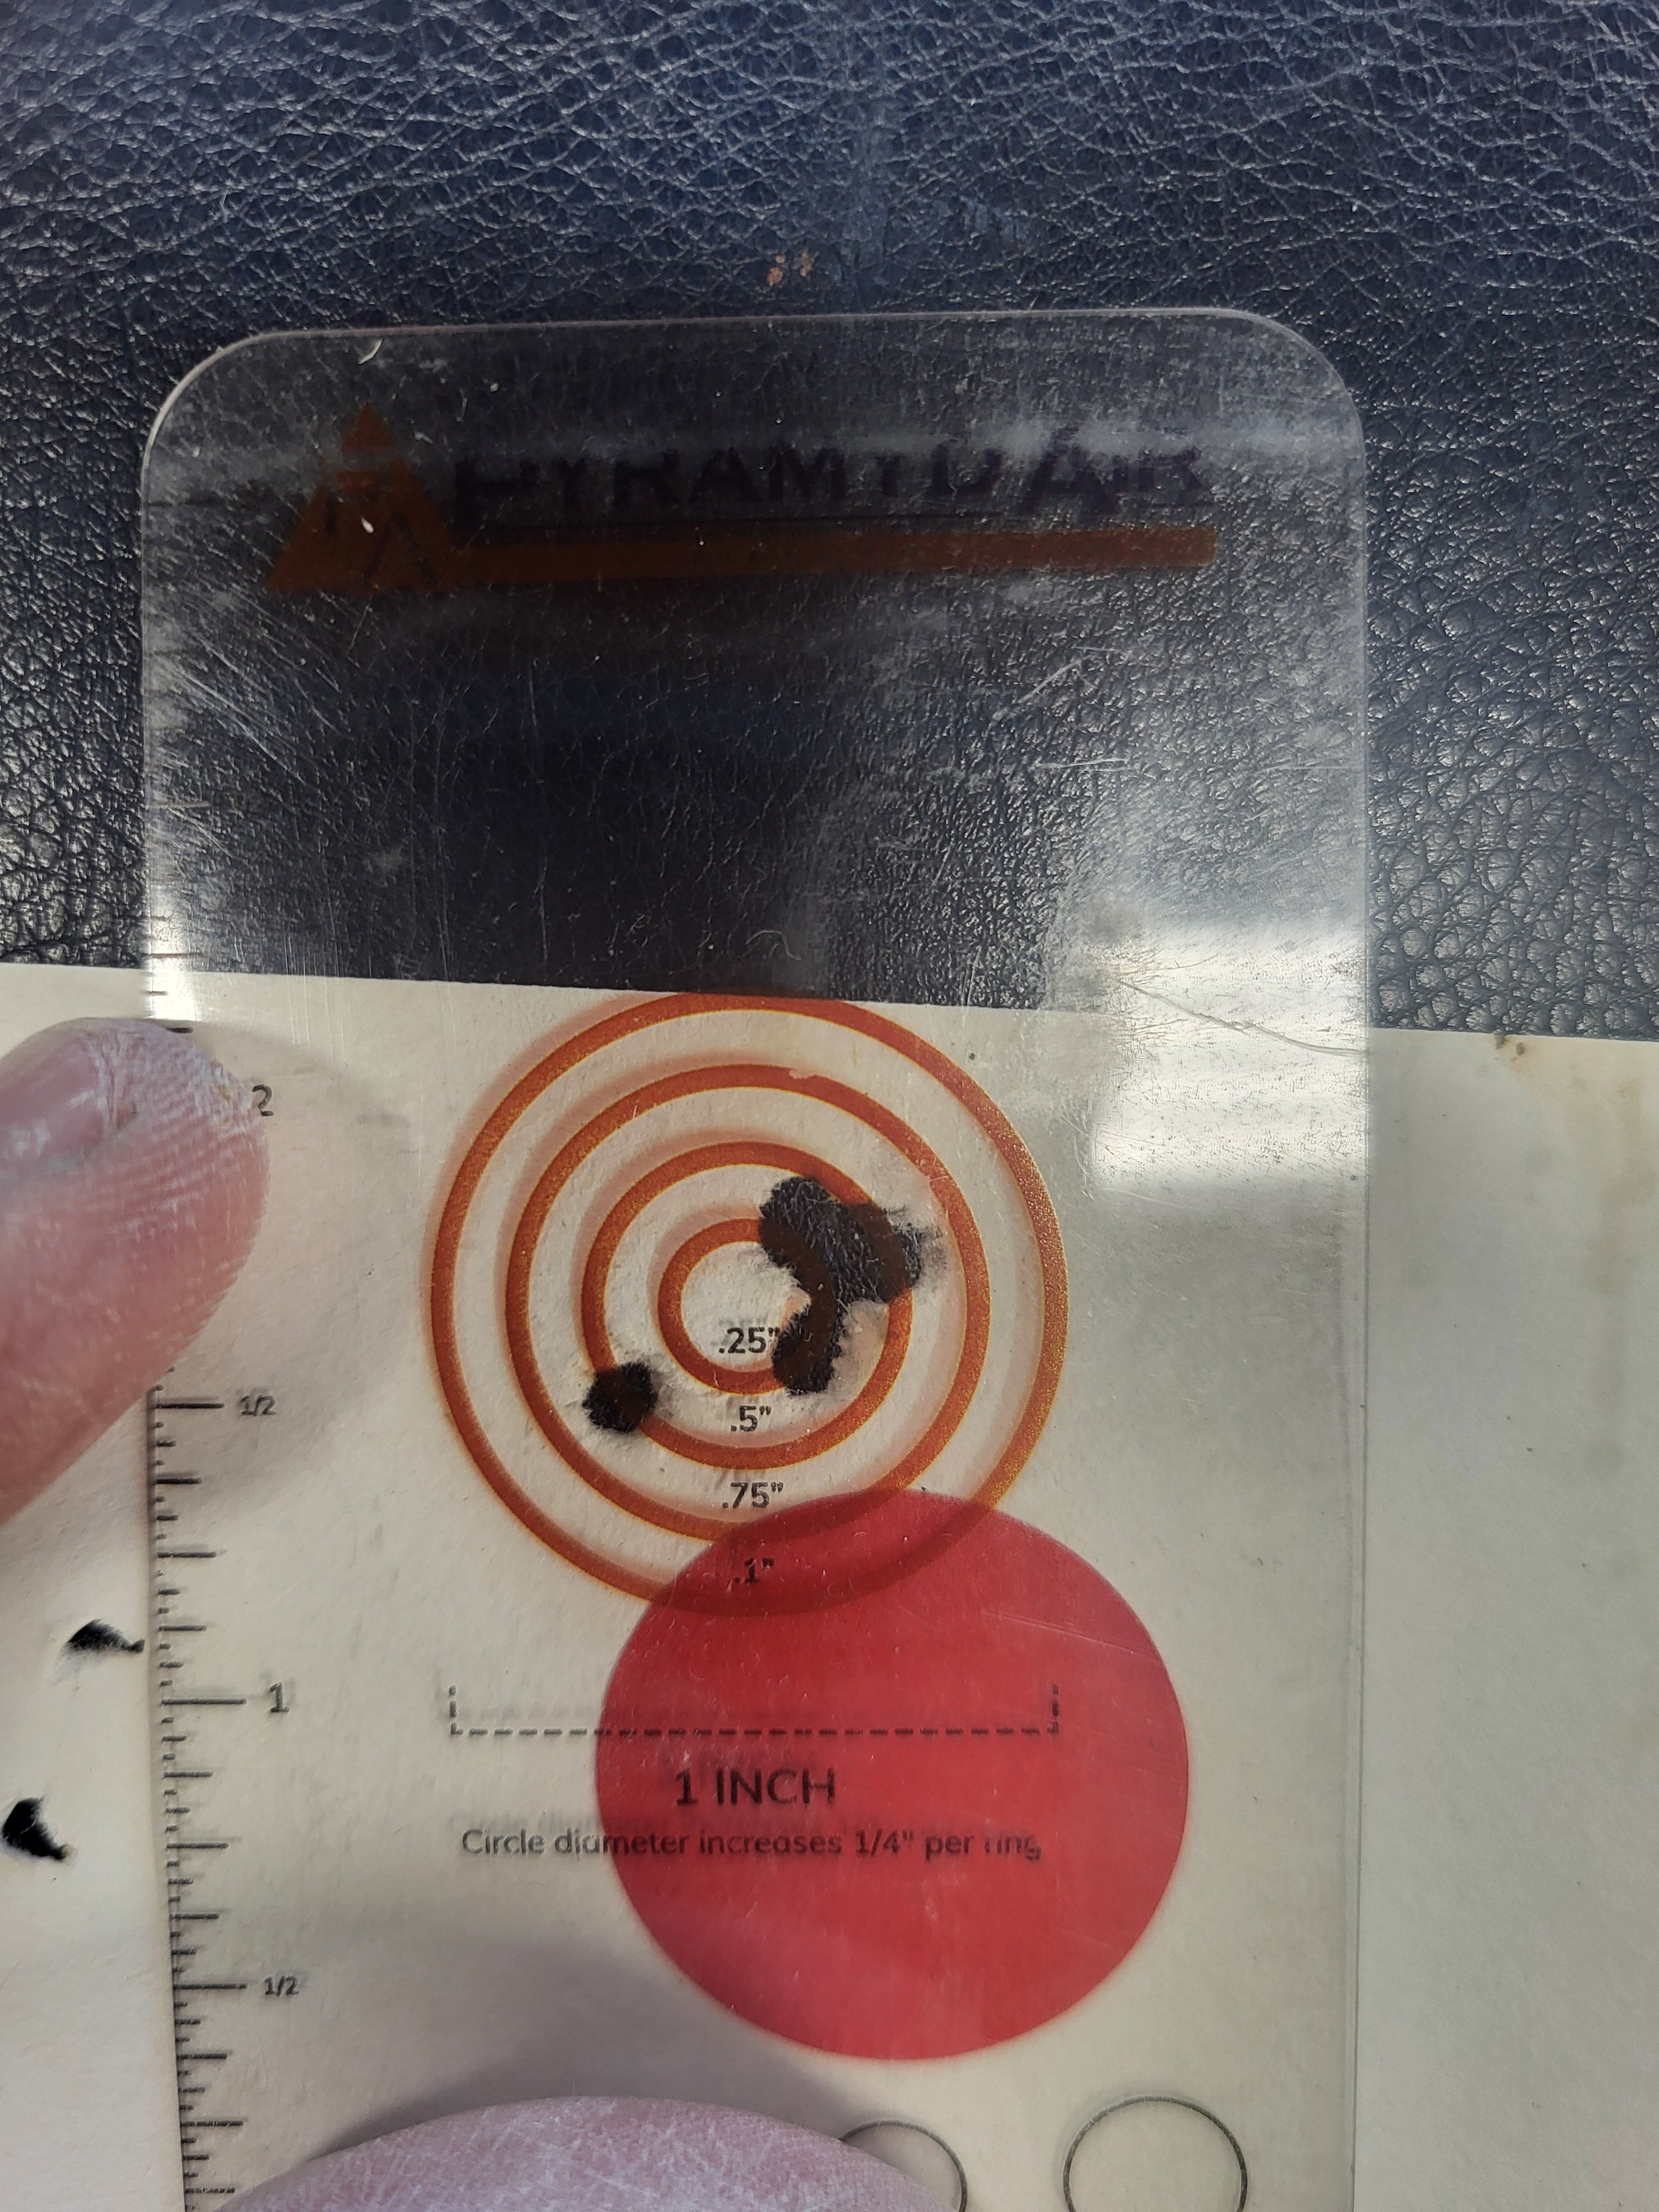 PYRAMYD AIR
PA
2
.25"
1/2
.5"
.75"
.1"
1
1 INCH
Circle diameter increases 1/4" per ring
1/2